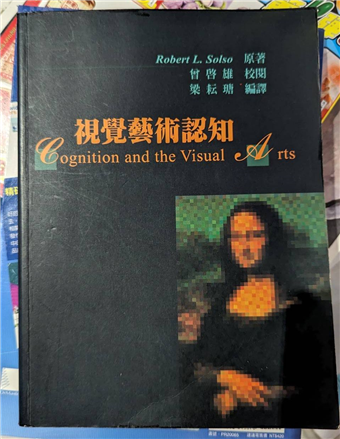 Robert L. Solso 原著
曾啓雄 校閱
梁耘瑭 編譯
視覺藝術認知
Cognition and the Visual Arts